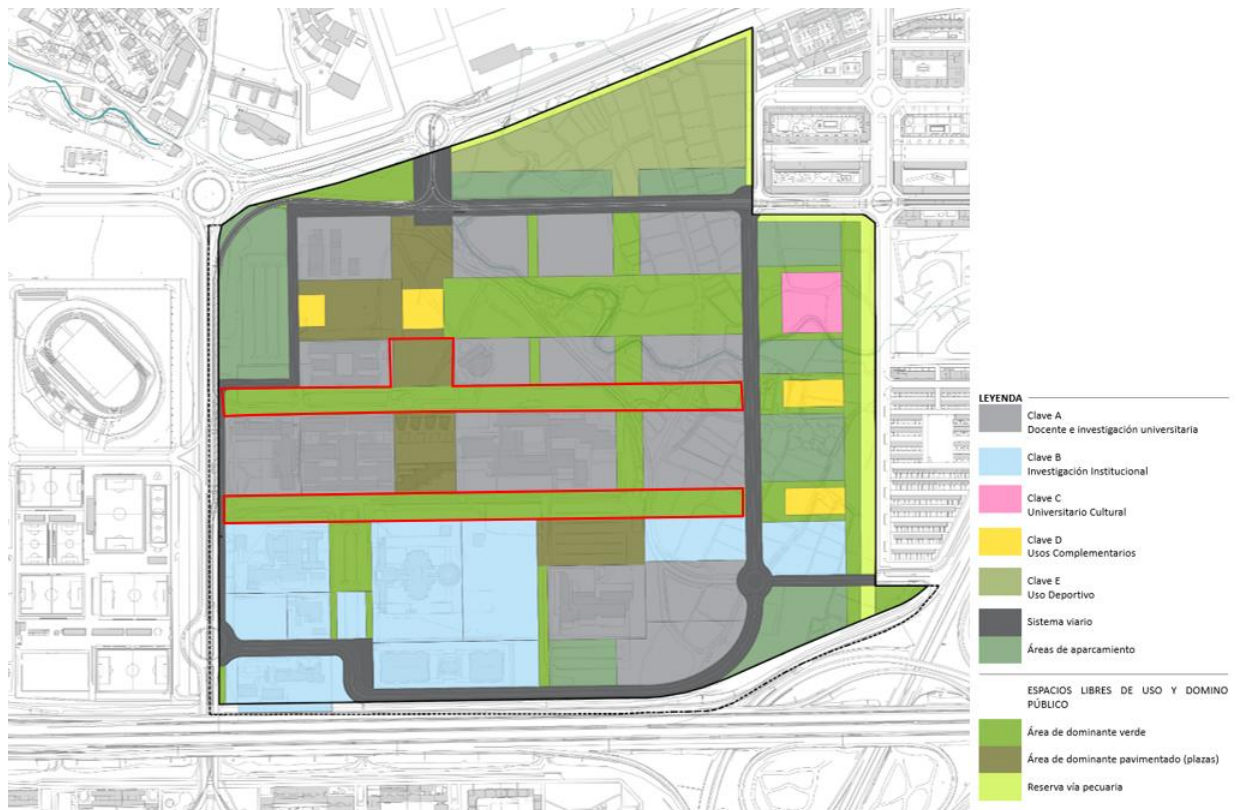 LEYENDA
Clave A
Docente e investigación universitaria
Clave B
Investigación Institucional
Clave C
Universitario Cultural
Clave D
Usos Complementarios
Clave E
Uso Deportivo
Sistema viario
Áreas de aparcamiento
ESPACIOS LIBRES DE USO Y DOMINO
PÚBLICO
Área de dominante verde
Área de dominante pavimentado (plazas)
Reserva vía pecuaria